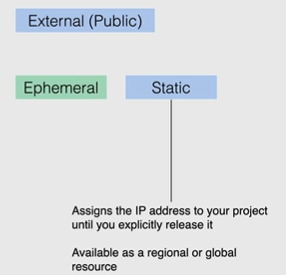 External (Public)
Ephemeral
Static
Assigns the IP address to your project
until you explicitly release it
Available as a regional or global
resource